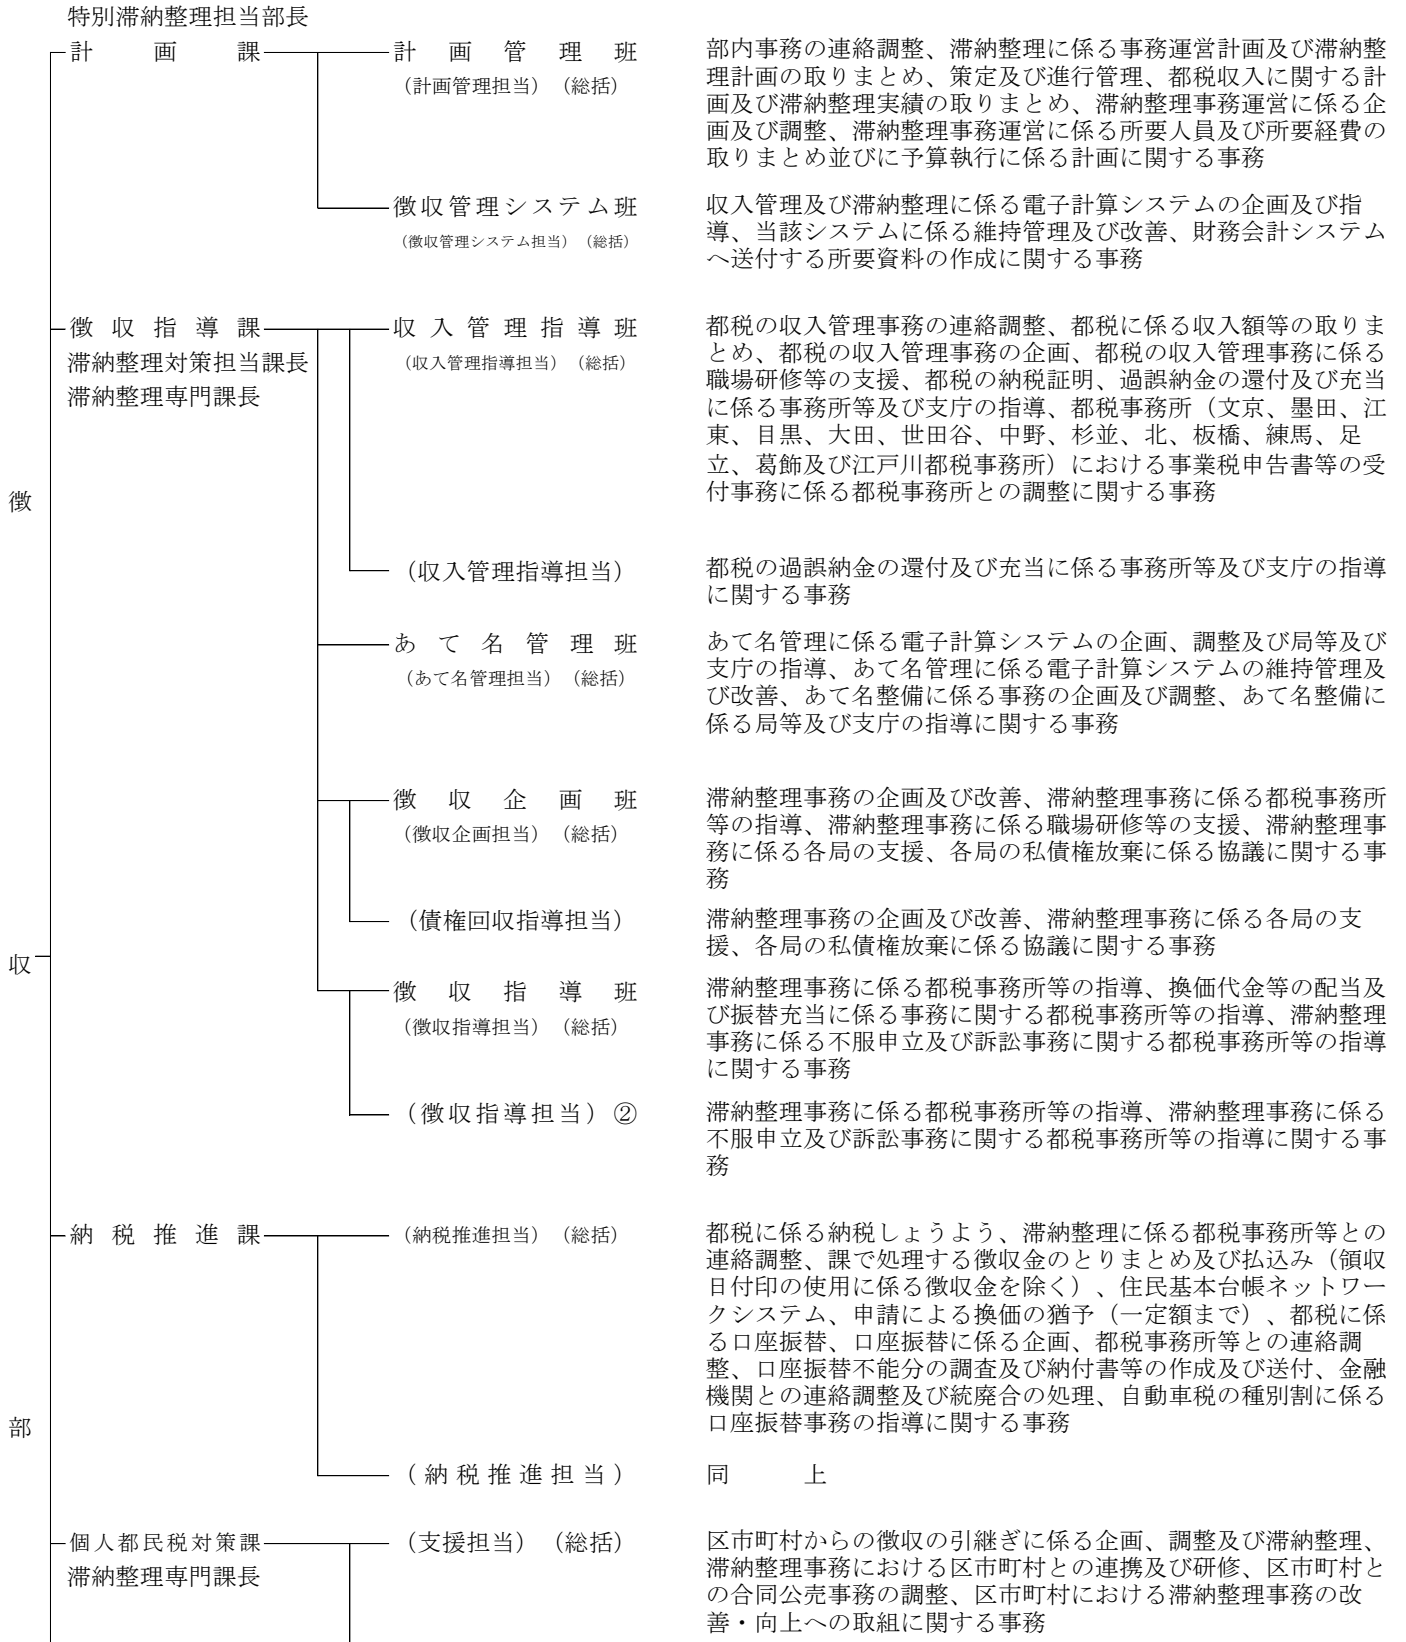 特別滞納整理担当部長
徴収部
計画課
計画管理班
（計画管理担当）（総括）
部内事務の連絡調整、滞納整理に係る事務運営計画及び滞納整
理計画の取りまとめ、策定及び進行管理、都税収入に関する計
画及び滞納整理実績の取りまとめ、滞納整理事務運営に係る企
画及び調整、滞納整理事務運営に係る所要人員及び所要経費の
取りまとめ並びに予算執行に係る計画に関する事務
徴収管理システム班
（徴収管理システム担当）（総括）
収入管理及び滞納整理に係る電子計算システムの企画及び指
導、当該システムに係る維持管理及び改善、財務会計システム
へ送付する所要資料の作成に関する事務
徴収指導課
滞納整理対策担当課長
滞納整理専門課長
収入管理指導班
（収入管理指導担当）（総括）
都税の収入管理事務の連絡調整、都税に係る収入額等の取りま
とめ、都税の収入管理事務の企画、都税の収入管理事務に係る
職場研修等の支援、都税の納税証明、過誤納金の還付及び充当
に係る事務所等及び支庁の指導、都税事務所（文京、墨田、江
東、目黒、大田、世田谷、中野、杉並、北、板橋、練馬、足
立、葛飾及び江戸川都税事務所）における事業税申告書等の受
付事務に係る都税事務所との調整に関する事務
（収入管理指導担当）
都税の過誤納金の還付及び充当に係る事務所等及び支庁の指導
に関する事務
あて名管理班
（あて名管理担当）（総括）
あて名管理に係る電子計算システムの企画、調整及び局等及び
支庁の指導、あて名管理に係る電子計算システムの維持管理及
び改善、あて名整備に係る事務の企画及び調整、あて名整備に
係る局等及び支庁の指導に関する事務
徴収企画班
（徴収企画担当）（総括）
滞納整理事務の企画及び改善、滞納整理事務に係る都税事務所
等の指導、滞納整理事務に係る職場研修等の支援、滞納整理事
務に係る各局の支援、各局の私債権放棄に係る協議に関する事
務
（債権回収指導担当）
滞納整理事務の企画及び改善、滞納整理事務に係る各局の支
援、各局の私債権放棄に係る協議に関する事務
徴収指導班
（徴収指導担当）（総括）
滞納整理事務に係る都税事務所等の指導、換価代金等の配当及
び振替充当に係る事務に関する都税事務所等の指導、滞納整理
事務に係る不服申立及び訴訟事務に関する都税事務所等の指導
に関する事務
（徴収指導担当）②
滞納整理事務に係る都税事務所等の指導、滞納整理事務に係る
不服申立及び訴訟事務に関する都税事務所等の指導に関する事
務
納税推進課
（納税推進担当）（総括）
都税に係る納税しょうよう、滞納整理に係る都税事務所等との
連絡調整、課で処理する徴収金のとりまとめ及び払込み（領収
日付印の使用に係る徴収金を除く）、住民基本台帳ネットワー
クシステム、申請による換価の猶予（一定額まで）、都税に係
る口座振替、口座振替に係る企画、都税事務所等との連絡調
整、口座振替不能分の調査及び納付書等の作成及び送付、金融
機関との連絡調整及び統廃合の処理、自動車税の種別割に係る
口座振替事務の指導に関する事務
（納税推進担当）
同上
個人都民税対策課
滞納整理専門課長
（支援担当）（総括）
区市町村からの徴収の引継ぎに係る企画、調整及び滞納整理、
滞納整理事務における区市町村との連携及び研修、区市町村と
の合同公売事務の調整、区市町村における滞納整理事務の改
善・向上への取組に関する事務